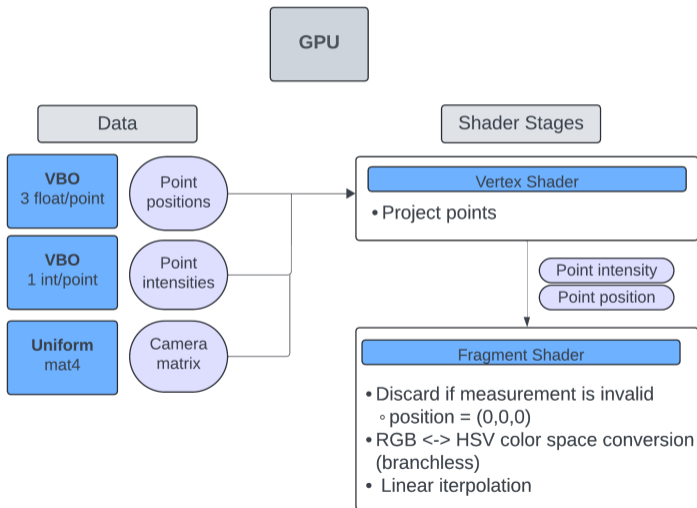 GPU
Data
Shader Stages
VBO
3 float/point
Point
positions
VBO
1 int/point
Point
intensities
Uniform
mat4
Camera
matrix
Vertex Shader
• Project points
Point intensity
Point position
Fragment Shader
• Discard if measurement is invalid
◦ position = (0,0,0)
• RGB <-> HSV color space conversion
(branchless)
• Linear iterpolation